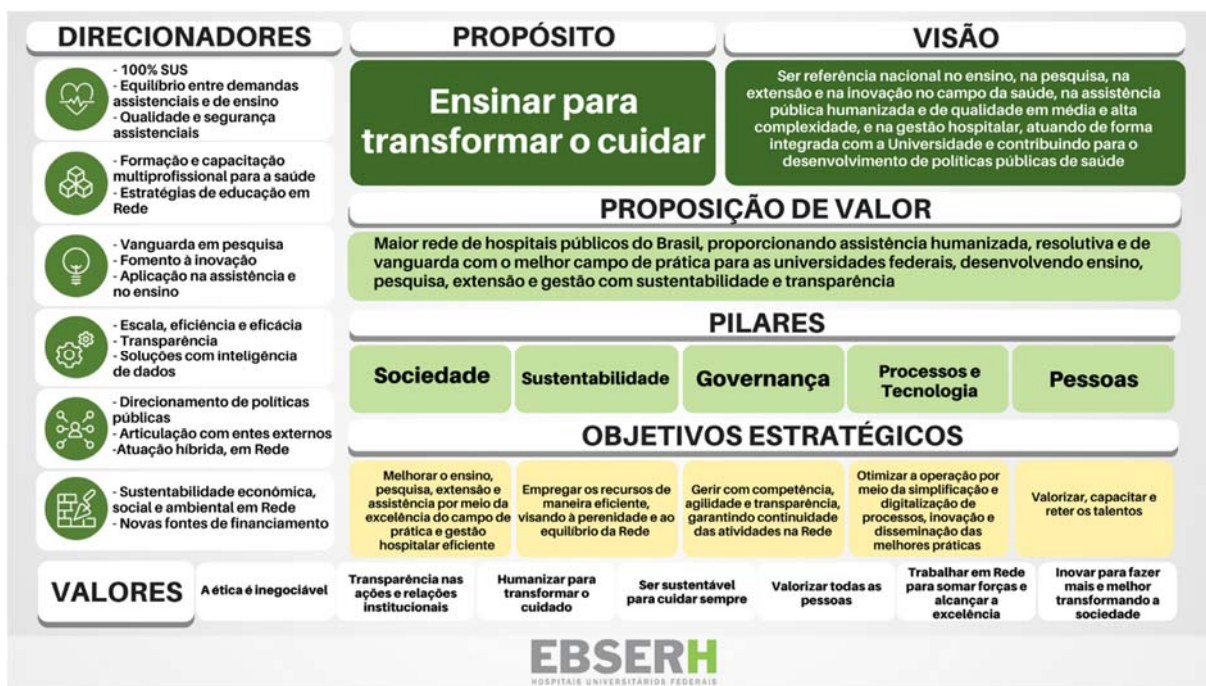 DIRECIONADORES
- 100% SUS
- Equilíbrio entre demandas
assistenciais e de ensino
- Qualidade e segurança
assistenciais
- Formação e capacitação
multiprofissional para a saúde
- Estratégias de educação em
Rede
- Vanguarda em pesquisa
- Fomento à inovação
- Aplicação na assistência e
no ensino
- Escala, eficiência e eficácia
- Transparência
- Soluções com inteligência
de dados
- Direcionamento de políticas
públicas
- Articulação com entes externos
-Atuação híbrida, em Rede
- Sustentabilidade econômica,
social e ambiental em Rede
- Novas fontes de financiamento
PROPÓSITO
Ensinar para
transformar o cuidar
VISÃO
Ser referência nacional no ensino, na pesquisa, na
extensão e na inovação no campo da saúde, na assistência
pública humanizada e de qualidade em média e alta
complexidade, e na gestão hospitalar, atuando de forma
integrada com a Universidade e contribuindo para o
desenvolvimento de políticas públicas de saúde
PROPOSIÇÃO DE VALOR
Maior rede de hospitais públicos do Brasil, proporcionando assistência humanizada, resolutiva e de
vanguarda com o melhor campo de prática para as universidades federais, desenvolvendo ensino,
pesquisa, extensão e gestão com sustentabilidade e transparência
PILARES
Sociedade
Sustentabilidade
Governança
Processos e
Tecnologia
Pessoas
OBJETIVOS ESTRATÉGICOS
Melhorar o ensino,
pesquisa, extensão e
assistência por meio da
excelência do campo de
prática e gestão
hospitalar eficiente
Empregar os recursos de
maneira eficiente,
visando à perenidade e ao
equilíbrio da Rede
Gerir com competência,
agilidade e transparência,
garantindo continuidade
das atividades na Rede
Otimizar a operação por
meio da simplificação e
digitalização de
processos, inovação e
disseminação das
melhores práticas
Valorizar, capacitar e
reter os talentos
VALORES
A ética é inegociável
Transparência nas
ações e relações
institucionais
Humanizar para
transformar o
cuidado
Ser sustentável
para cuidar sempre
Valorizar todas as
pessoas
Trabalhar em Rede
para somar forças e
alcançar a
excelência
Inovar para fazer
mais e melhor
transformando a
sociedade
EBSERH
HOSPITAIS UNIVERSITÁRIOS FEDERAIS